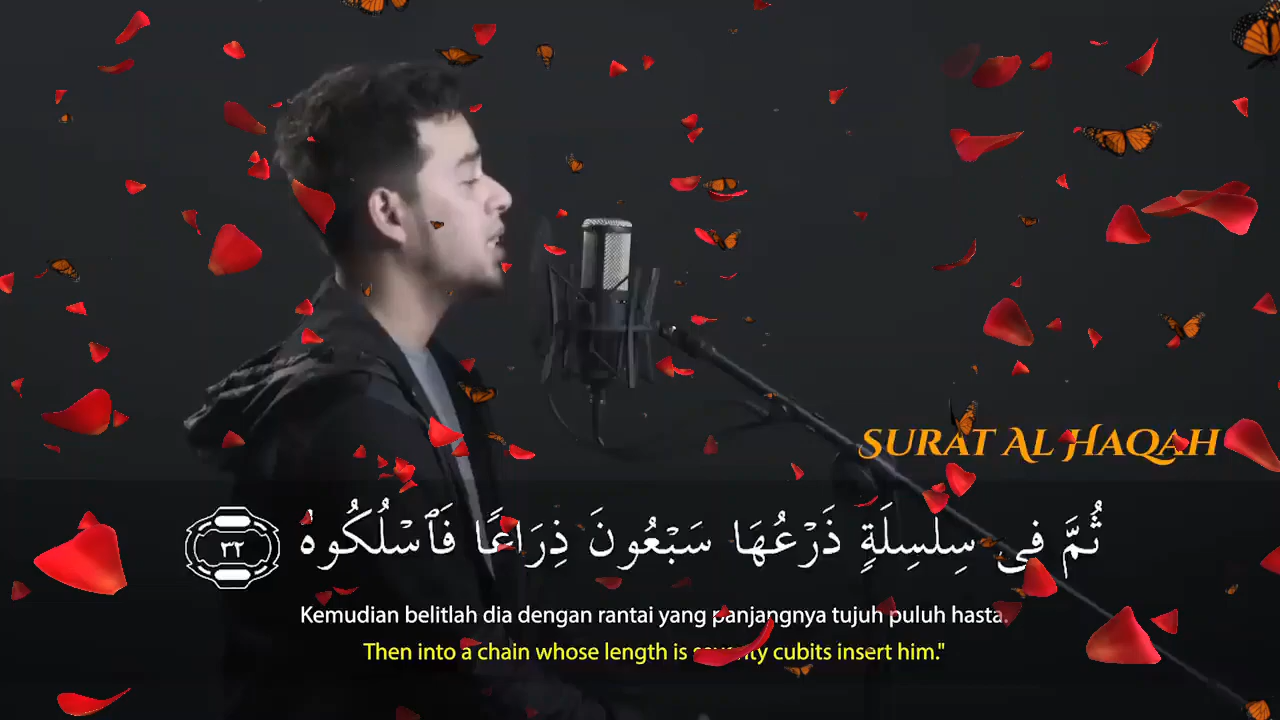 SURAT AL HAQAH
ثُمَّ فِى سِلْسِلَةٍ ذَرْعُهَا سَبْعُونَ ذِرَاعًا فَٱسْلُكُوهُ ٣٢
Kemudian belitlah dia dengan rantai yang panjangnya tujuh puluh hasta.
Then into a chain whose length is seventy cubits insert him."